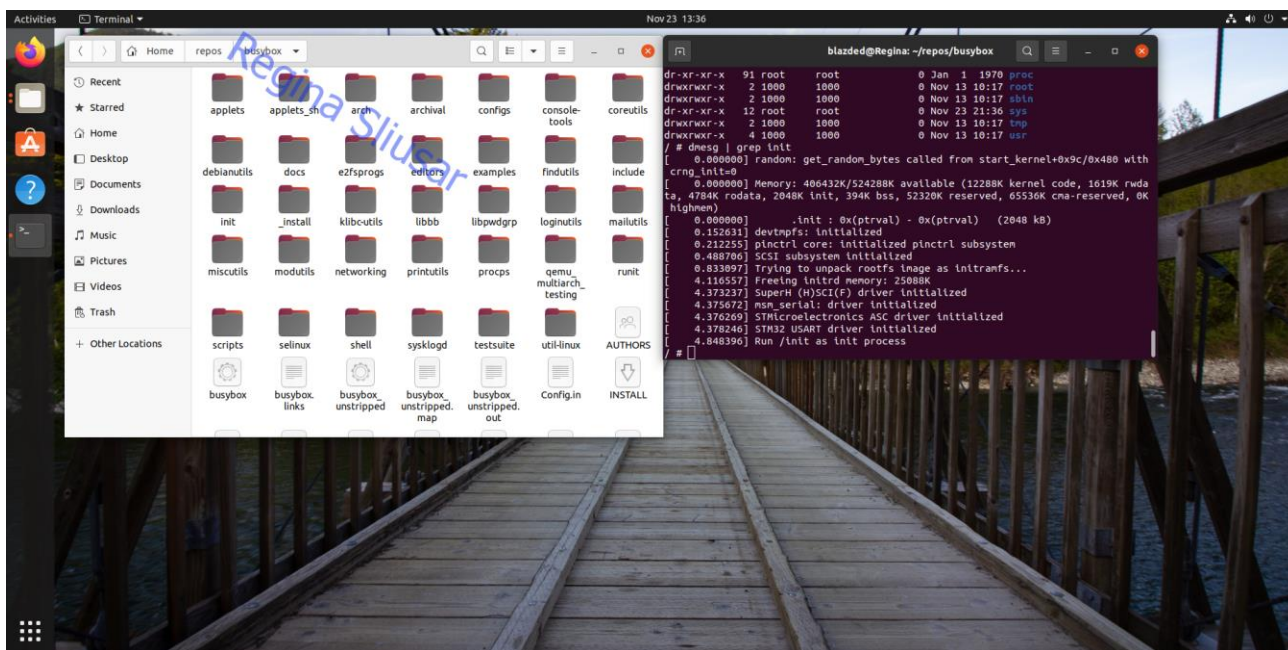 Activities
Terminal
Nov 23 13:36
Home
repos
busybox
Regina Sliusar
Recent
Starred
Home
Desktop
Documents
Downloads
Music
Pictures
Videos
Trash
+ Other Locations
applets
applets_sh
arch
archival
configs
console-
tools
coreutils
debianutils
docs
e2fsprogs
editors
examples
findutils
include
init
_install
klibc-utils
libbb
libpwdgrp
loginutils
mailutils
miscutils
modutils
networking
printutils
procps
qemu_
multiarch_
testing
runit
scripts
selinux
shell
sysklogd
testsuite
util-linux
AUTHORS
busybox
busybox.
links
busybox_
unstripped
busybox_
unstripped.
map
busybox_
unstripped.
out
Config.in
INSTALL
blazded@Regina: ~/repos/busybox
dr-xr-xr-x 91 root root 0 Jan 1 1970 proc
drwxrwxr-x 2 1000 1000 0 Nov 13 10:17 root
drwxrwxr-x 2 1000 1000 0 Nov 13 10:17 sbin
dr-xr-xr-x 12 root root 0 Nov 23 21:36 sys
drwxrwxr-x 2 1000 1000 0 Nov 13 10:17 tmp
drwxrwxr-x 4 1000 1000 0 Nov 13 10:17 usr
/ # dmesg | grep init
[ 0.000000] random: get_random_bytes called from start_kernel+0x9c/0x480 with
crng_init=0
[ 0.000000] Memory: 406432K/524288K available (12288K kernel code, 1619K rwda
ta, 4784K rodata, 2048K init, 394K bss, 52320K reserved, 65536K cma-reserved, 0K
highmem)
[ 0.000000] .init : 0x(ptrval) - 0x(ptrval) (2048 kB)
[ 0.152631] devtmpfs: initialized
[ 0.212255] pinctrl core: initialized pinctrl subsystem
[ 0.488706] SCSI subsystem initialized
[ 0.833097] Trying to unpack rootfs image as initramfs...
[ 4.116557] Freeing initrd memory: 25088K
[ 4.373237] SuperH (H)SCI(F) driver initialized
[ 4.375672] msm_serial: driver initialized
[ 4.376269] STMicroelectronics ASC driver initialized
[ 4.378246] STM32 USART driver initialized
[ 4.848396] Run /init as init process
/ #